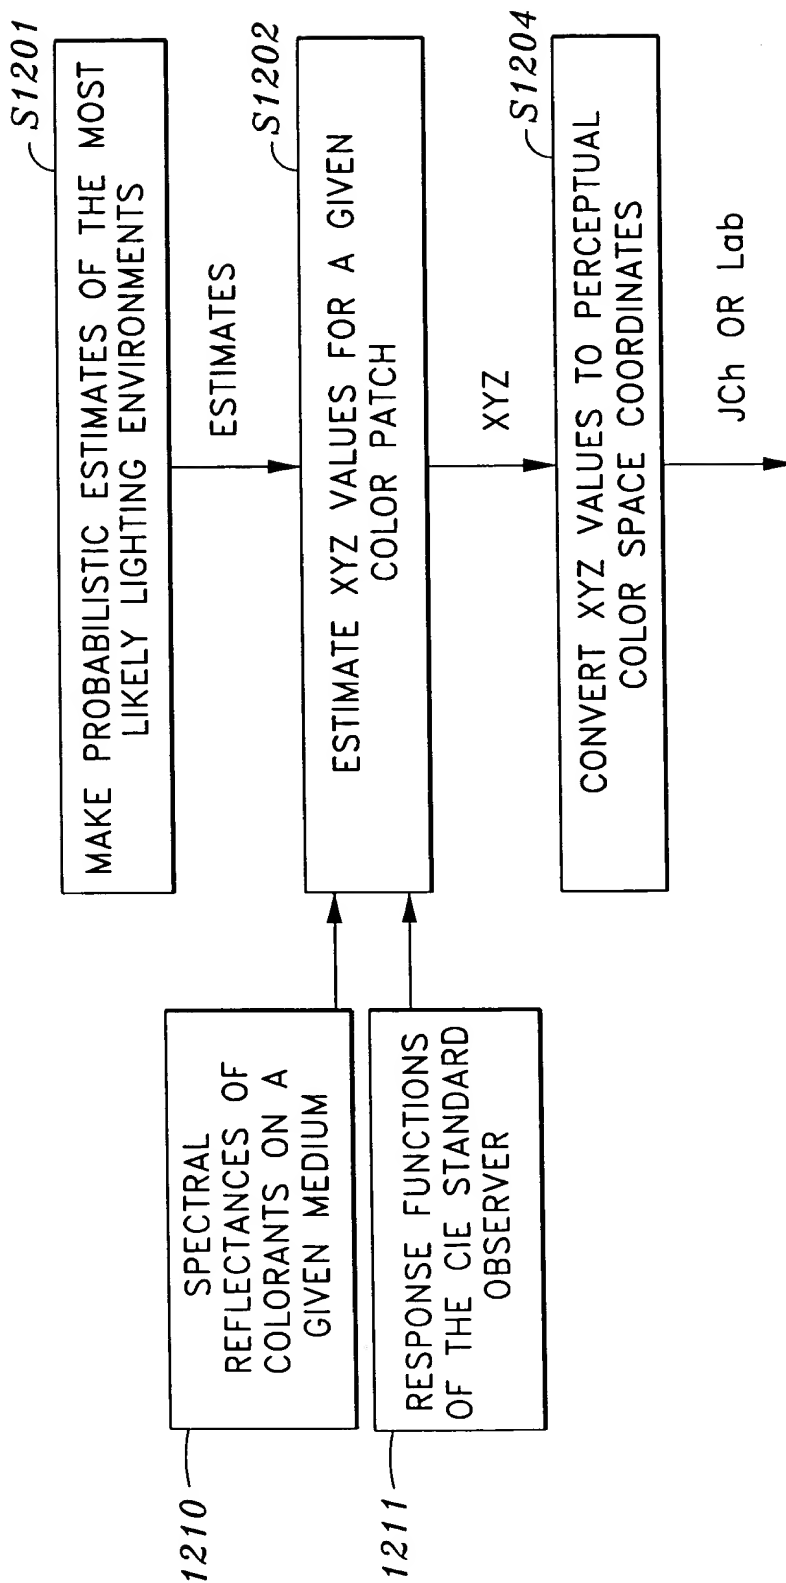 S1201
MAKE PROBABILISTIC ESTIMATES OF THE MOST
LIKELY LIGHTING ENVIRONMENTS
ESTIMATES
S1202
ESTIMATE XYZ VALUES FOR A GIVEN
COLOR PATCH
1210
SPECTRAL
REFLECTANCES OF
COLORANTS ON A
GIVEN MEDIUM
1211
RESPONSE FUNCTIONS
OF THE CIE STANDARD
OBSERVER
XYZ
S1204
CONVERT XYZ VALUES TO PERCEPTUAL
COLOR SPACE COORDINATES
JCh OR Lab